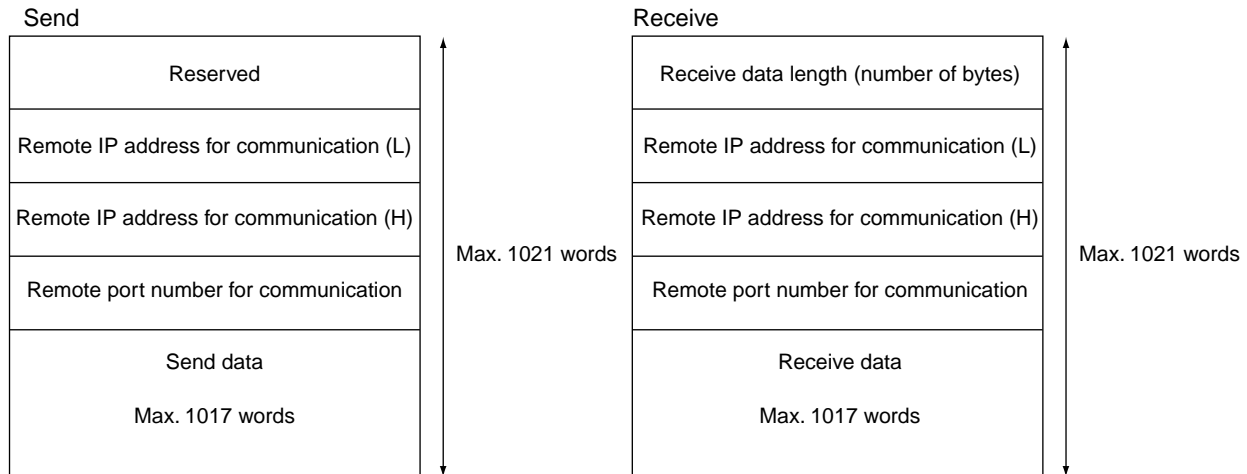 Send
Reserved
Remote IP address for communication (L)
Remote IP address for communication (H)
Remote port number for communication
Send data
Max. 1017 words
Max. 1021 words
Receive
Receive data length (number of bytes)
Remote IP address for communication (L)
Remote IP address for communication (H)
Remote port number for communication
Receive data
Max. 1017 words
Max. 1021 words